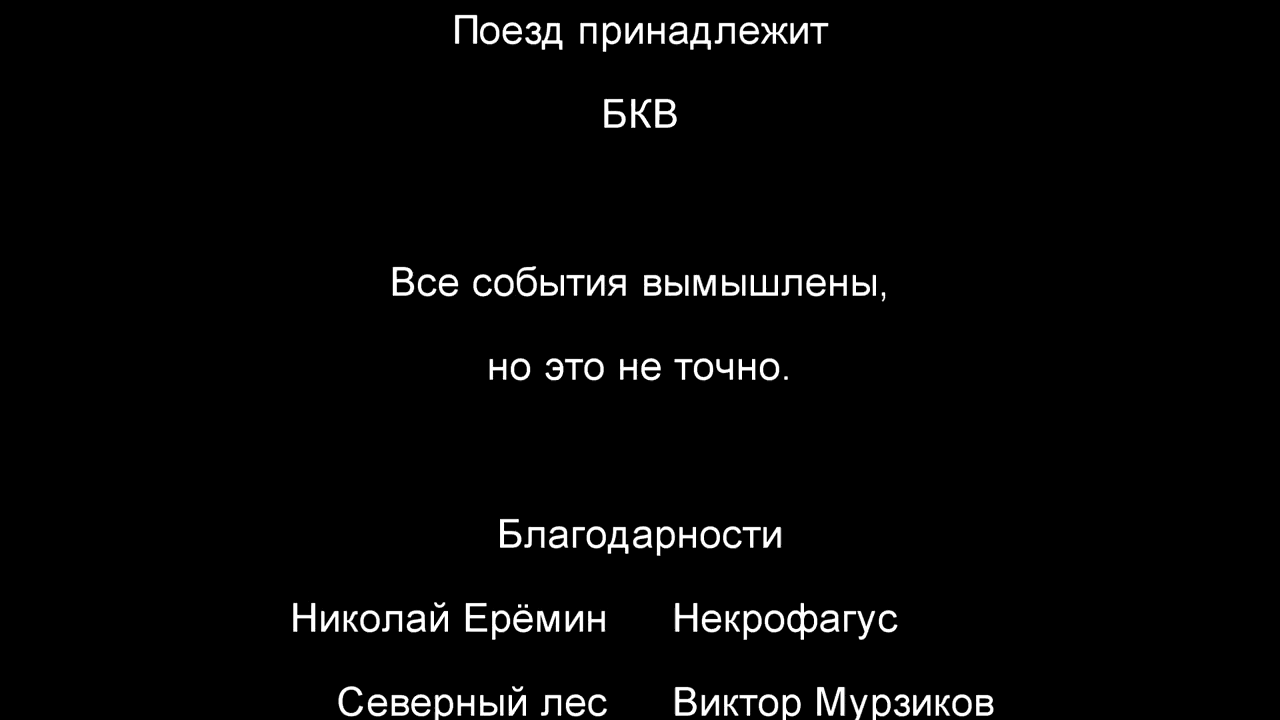 Поезд принадлежит
БКВ
Все события вымышлены,
но это не точно.
Благодарности
Николай Ерёмин Некрофагус
Северный лес Виктор Мурзиков